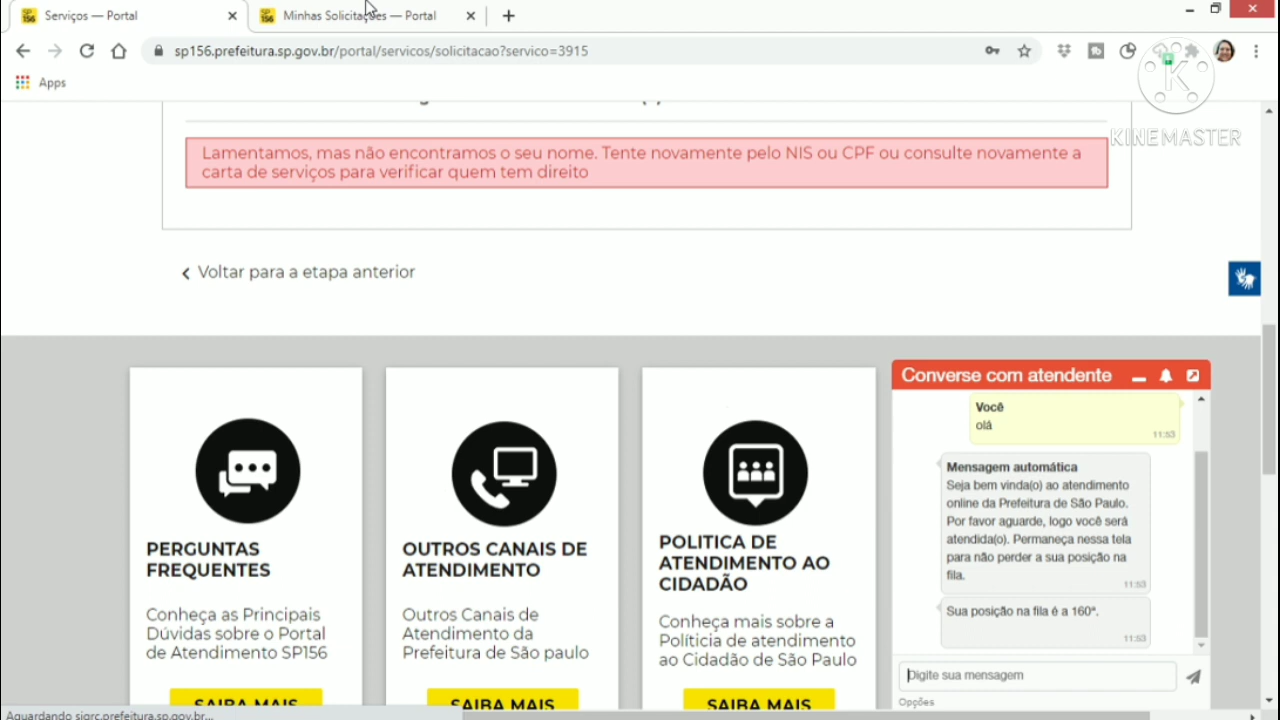 Serviços — Portal
Minhas Solicitações — Portal
sp156.prefeitura.sp.gov.br/portal/servicos/solicitacao?servico=3915
Apps
KINEMASTER
Lamentamos, mas não encontramos o seu nome. Tente novamente pelo NIS ou CPF ou consulte novamente a
carta de serviços para verificar quem tem direito
Voltar para a etapa anterior
PERGUNTAS
FREQUENTES
Conheça as Principais
Dúvidas sobre o Portal
de Atendimento SP156
SAIBA MAIS
OUTROS CANAIS DE
ATENDIMENTO
Outros Canais de
Atendimento da
Prefeitura de São paulo
SAIBA MAIS
POLITICA DE
ATENDIMENTO AO
CIDADÃO
Conheça mais sobre a
Políticia de atendimento
ao Cidadão de São Paulo
SAIBA MAIS
Converse com atendente
Você
olá
11:53
Mensagem automática
Seja bem vinda(o) ao atendimento
online da Prefeitura de São Paulo.
Por favor aguarde, logo você será
atendida(o). Permaneça nessa tela
para não perder a sua posição na
fila.
11:53
Sua posição na fila é a 160ª.
11:53
Digite sua mensagem
Opções
Aguardando sigrc.prefeitura.sp.gov.br...